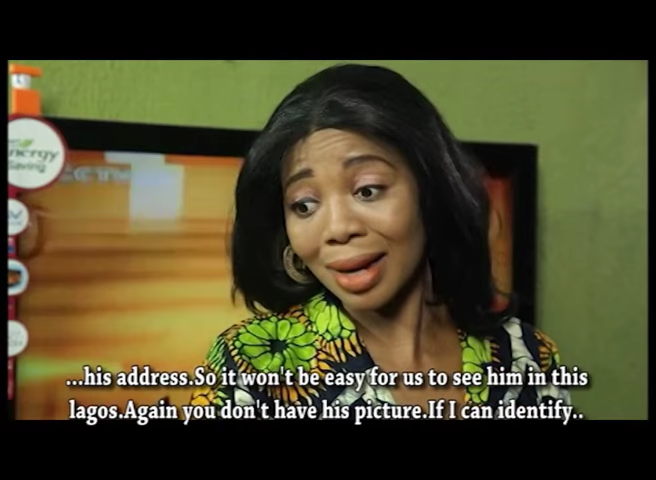 energy
saving
...his address.So it won't be easy for us to see him in this
lagos.Again you don't have his picture.If I can identify..